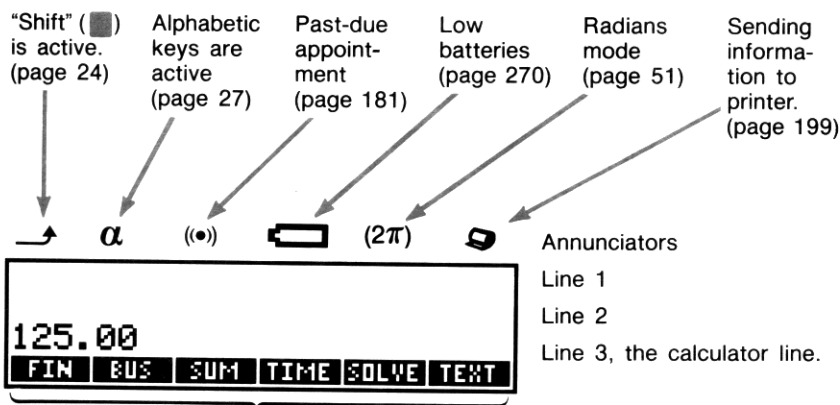 "Shift" ( )
is active.
(page 24)
Alphabetic
keys are
active
(page 27)
Past-due
appoint-
ment
(page 181)
Low
batteries
(page 270)
Radians
mode
(page 51)
Sending
informa-
tion to
printer.
(page 199)
α ((•)) (2π)
Annunciators
Line 1
Line 2
Line 3, the calculator line.
125.00
FIN BUS SUM TIME SOLVE TEXT